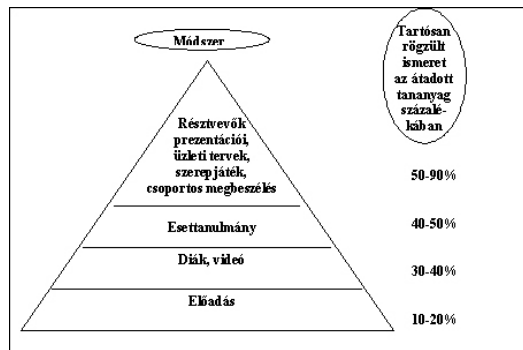 Módszer
Tartósan
rögzült
ismeret
az átadott
tananyag
százalé-
kában
Résztvevők
prezentációi,
üzleti tervek,
szerepjáték,
csoportos megbeszélés
50-90%
Esettanulmány
40-50%
Diák, videó
30-40%
Előadás
10-20%